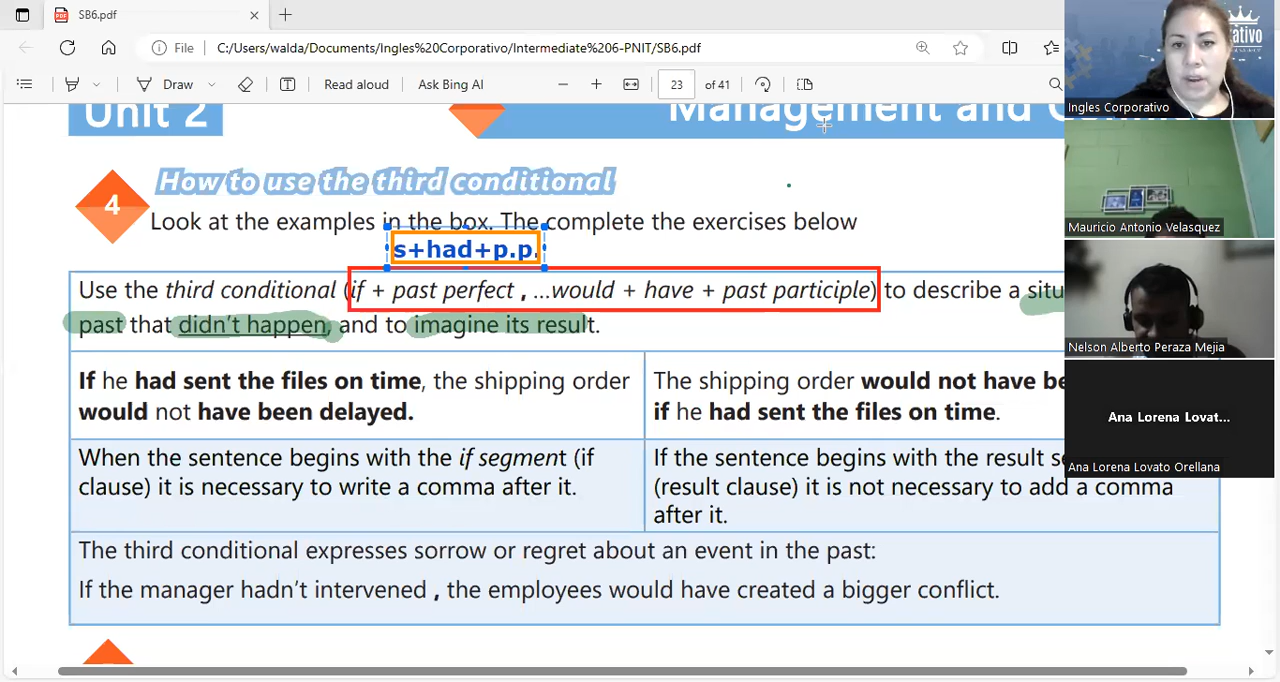 SB6.pdf
File
C:/Users/walda/Documents/Ingles%20Corporativo/Intermediate%206-PNIT/SB6.pdf
Draw
Read aloud
Ask Bing AI
23
of 41
Ingles Corporativo
Unit 2
Management and
4
How to use the third conditional
Look at the examples in the box. The complete the exercises below
Mauricio Antonio Velasquez
s+had+p.p.
Use the third conditional (if + past perfect , ...would + have + past participle) to describe a
past that didn't happen, and to imagine its result.
Nelson Alberto Peraza Mejia
If he had sent the files on time, the shipping order
would not have been delayed.
The shipping order would not have
if he had sent the files on time.
Ana Lorena Lovat...
Ana Lorena Lovato Orellana
When the sentence begins with the if segment (if
clause) it is necessary to write a comma after it.
If the sentence begins with the result
(result clause) it is not necessary to add a comma
after it.
The third conditional expresses sorrow or regret about an event in the past:
If the manager hadn't intervened , the employees would have created a bigger conflict.